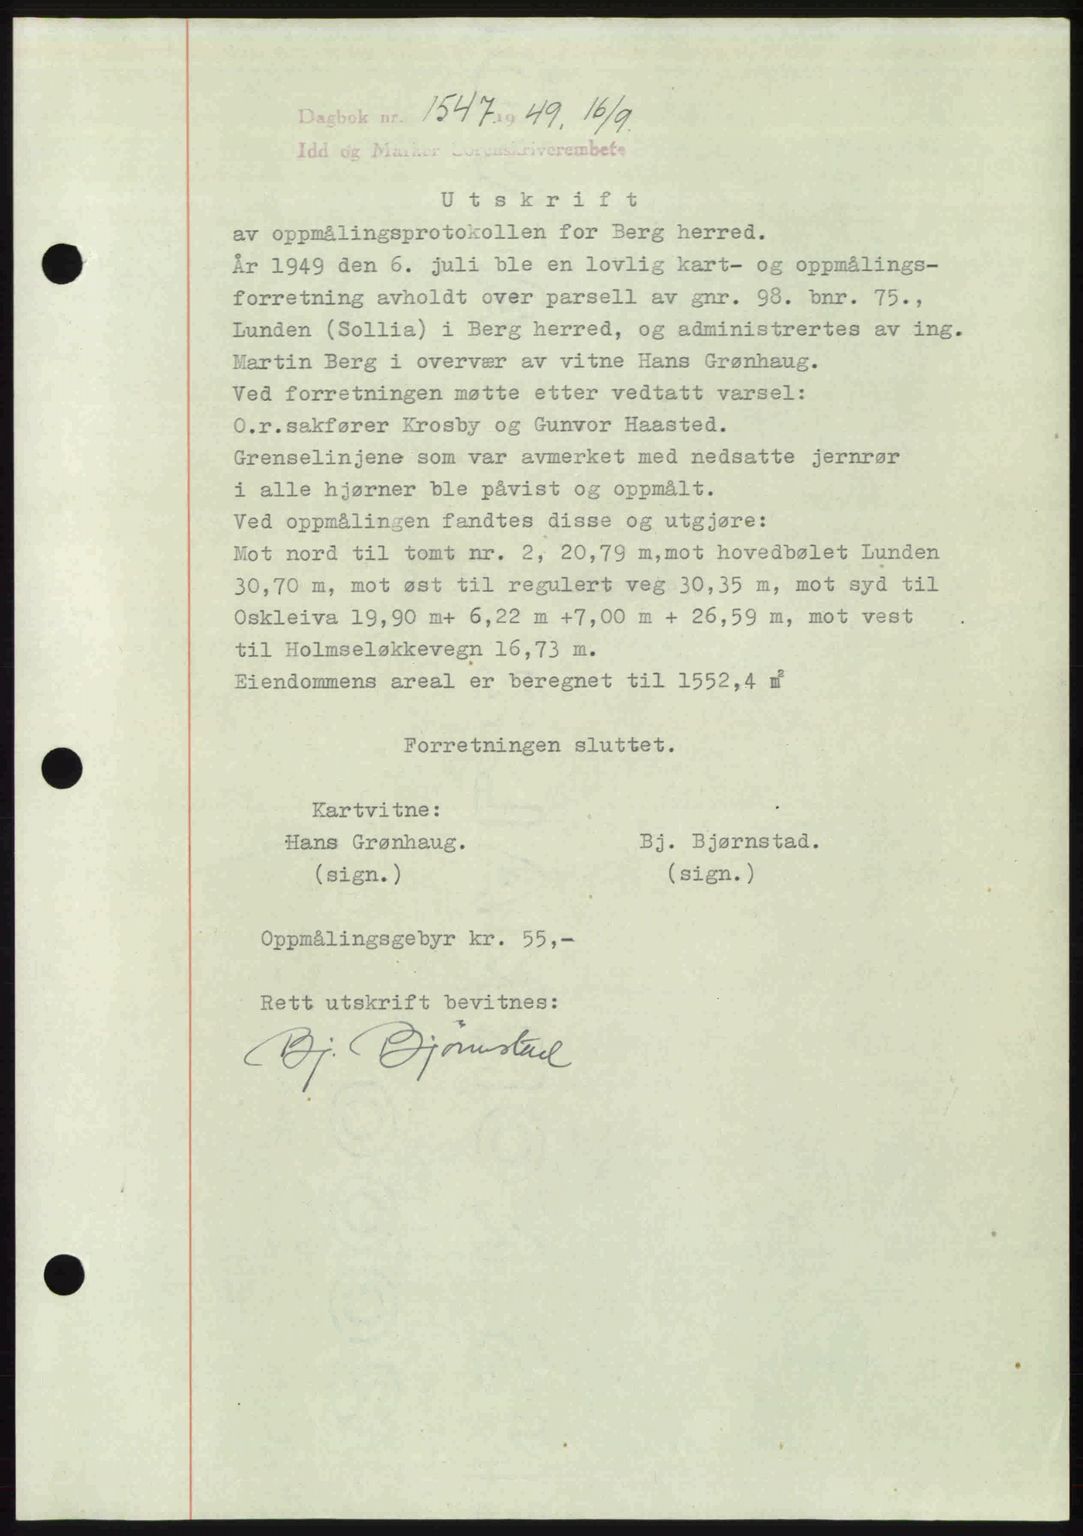 Dagbok nr. 1547 1949. 16/9.
Idd og Marker Sorenskriverembete
Utskrift
av oppmålingsprotokollen for Berg herred.
År 1949 den 6. juli ble en lovlig kart- og oppmålings-
forretning avholdt over parsell av gnr. 98. bnr. 75.,
Lunden (Sollia) i Berg herred, og administrertes av ing.
Martin Berg i overvær av vitne Hans Grønhaug.
Ved forretningen møtte etter vedtatt varsel:
O.r.sakfører Krosby og Gunvor Haasted.
Grenselinjene som var avmerket med nedsatte jernrør
i alle hjørner ble påvist og oppmålt.
Ved oppmålingen fandtes disse og utgjøre:
Mot nord til tomt nr. 2, 20,79 m,mot hovedbølet Lunden
30,70 m, mot øst til regulert veg 30,35 m, mot syd til
Oskleiva 19,90 m+ 6,22 m +7,00 m + 26,59 m, mot vest
til Holmseløkkevegn 16,73 m.
Eiendommens areal er beregnet til 1552,4 m²
Forretningen sluttet.
Kartvitne:
Hans Grønhaug. Bj. Bjørnstad.
(sign.) (sign.)
Oppmålingsgebyr kr. 55,-
Rett utskrift bevitnes:
Bj. Bjørnstad